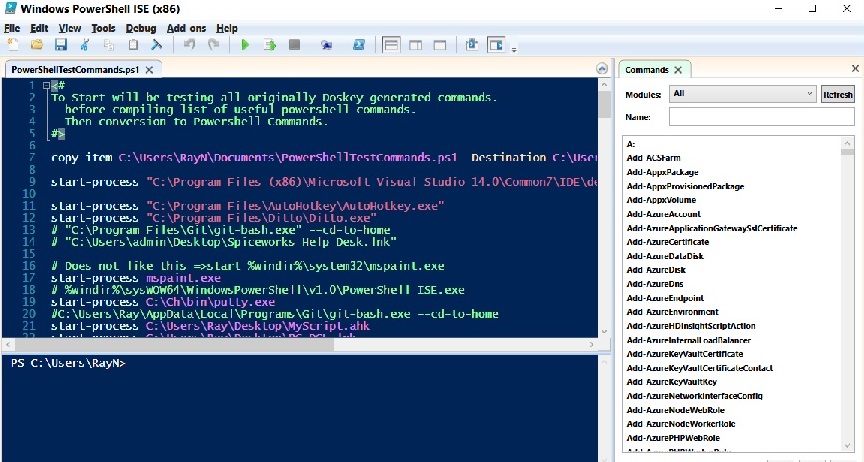 Windows PowerShell ISE (x86)
File Edit View Tools Debug Add-ons Help
PowerShellTestCommands.ps1
1 <#
2 To Start will be testing all originally Doskey generated commands.
3 before compiling list of useful powershell commands.
4 Then conversion to Powershell Commands.
5 #>
6
7 copy item C:\Users\RayN\Documents\PowerShellTestCommands.ps1 Destination C:\User
8
9 start-process "C:\Program Files (x86)\Microsoft Visual Studio 14.0\Common7\IDE\de
10
11 start-process "C:\Program Files\AutoHotkey\AutoHotkey.exe"
12 start-process "C:\Program Files\Ditto\Ditto.exe"
13 # "C:\Program Files\Git\git-bash.exe" --cd-to-home
14 # "C:\Users\admin\Desktop\Spiceworks Help Desk.lnk"
15
16 # Does not like this =>start %windir%\system32\mspaint.exe
17 start-process mspaint.exe
18 # %windir%\sysWOW64\WindowsPowerShell\v1.0\PowerShell ISE.exe
19 start-process C:\Ch\bin\putty.exe
20 #C:\Users\Ray\AppData\Local\Programs\Git\git-bash.exe --cd-to-home
21 start-process C:\Users\Ray\Desktop\MyScript.ahk
PS C:\Users\RayN>
Commands
Modules: All Refresh
Name:
A:
Add-ACSFarm
Add-AppxPackage
Add-AppxProvisionedPackage
Add-AppxVolume
Add-AzureAccount
Add-AzureApplicationGatewaySslCertificate
Add-AzureCertificate
Add-AzureDataDisk
Add-AzureDisk
Add-AzureDns
Add-AzureEndpoint
Add-AzureEnvironment
Add-AzureHDInsightScriptAction
Add-AzureInternalLoadBalancer
Add-AzureKeyVaultCertificate
Add-AzureKeyVaultCertificateContact
Add-AzureKeyVaultKey
Add-AzureNetworkInterfaceConfig
Add-AzureNodeWebRole
Add-AzureNodeWorkerRole
Add-AzurePHPWebRole